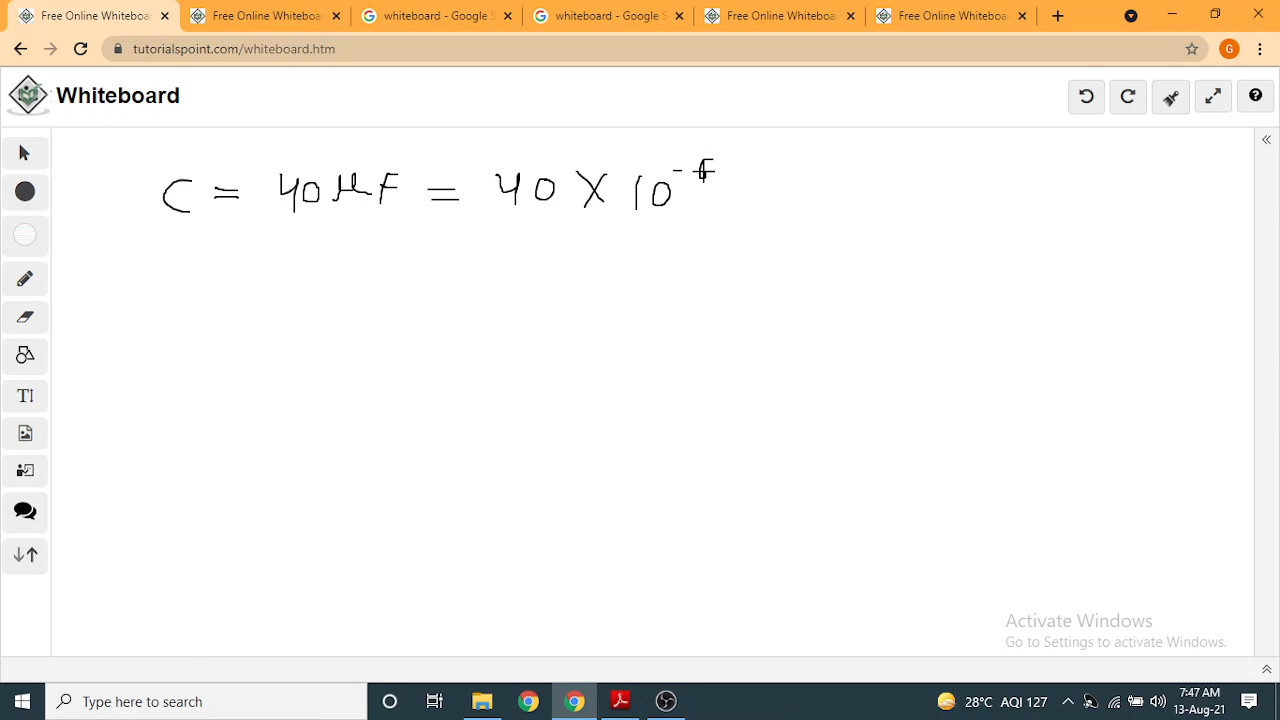 Free Online Whiteboa
Free Online Whiteboa
whiteboard - Google S
whiteboard - Google S
Free Online Whiteboa
Free Online Whiteboa
tutorialspoint.com/whiteboard.htm
G
Whiteboard
C = 40 μF = 40 X 10
T
Activate Windows
Go to Settings to activate Windows.
Type here to search
28°C AQI 127
7:47 AM
13-Aug-21